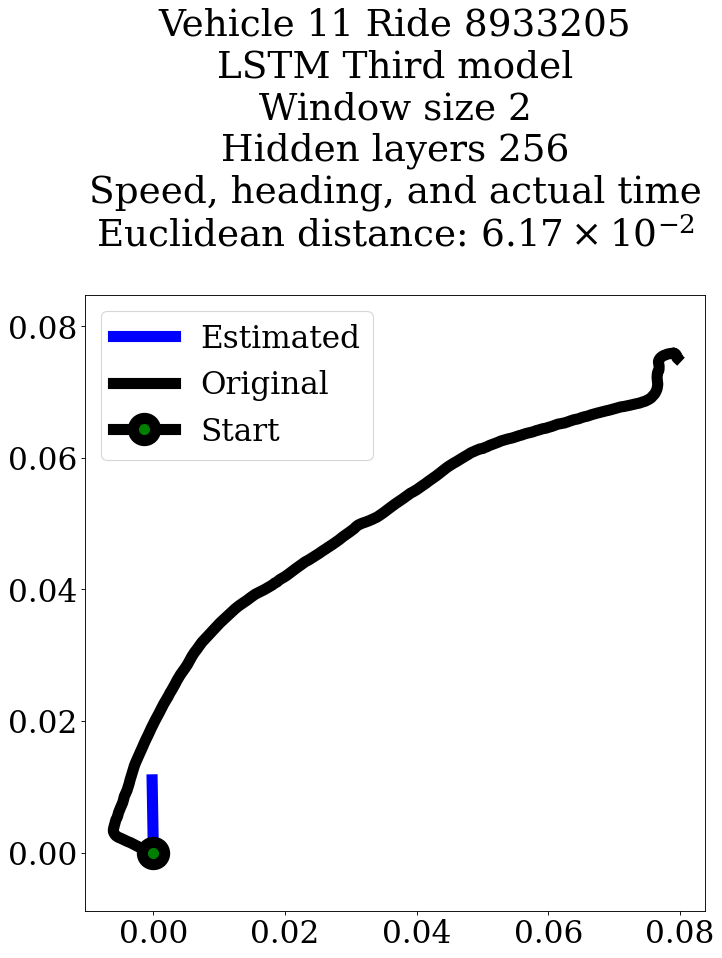 Vehicle 11 Ride 8933205
LSTM Third model
Window size 2
Hidden layers 256
Speed, heading, and actual time
Euclidean distance: 6.17 × 10⁻²
Estimated
Original
Start
0.08
0.06
0.04
0.02
0.00
0.00 0.02 0.04 0.06 0.08